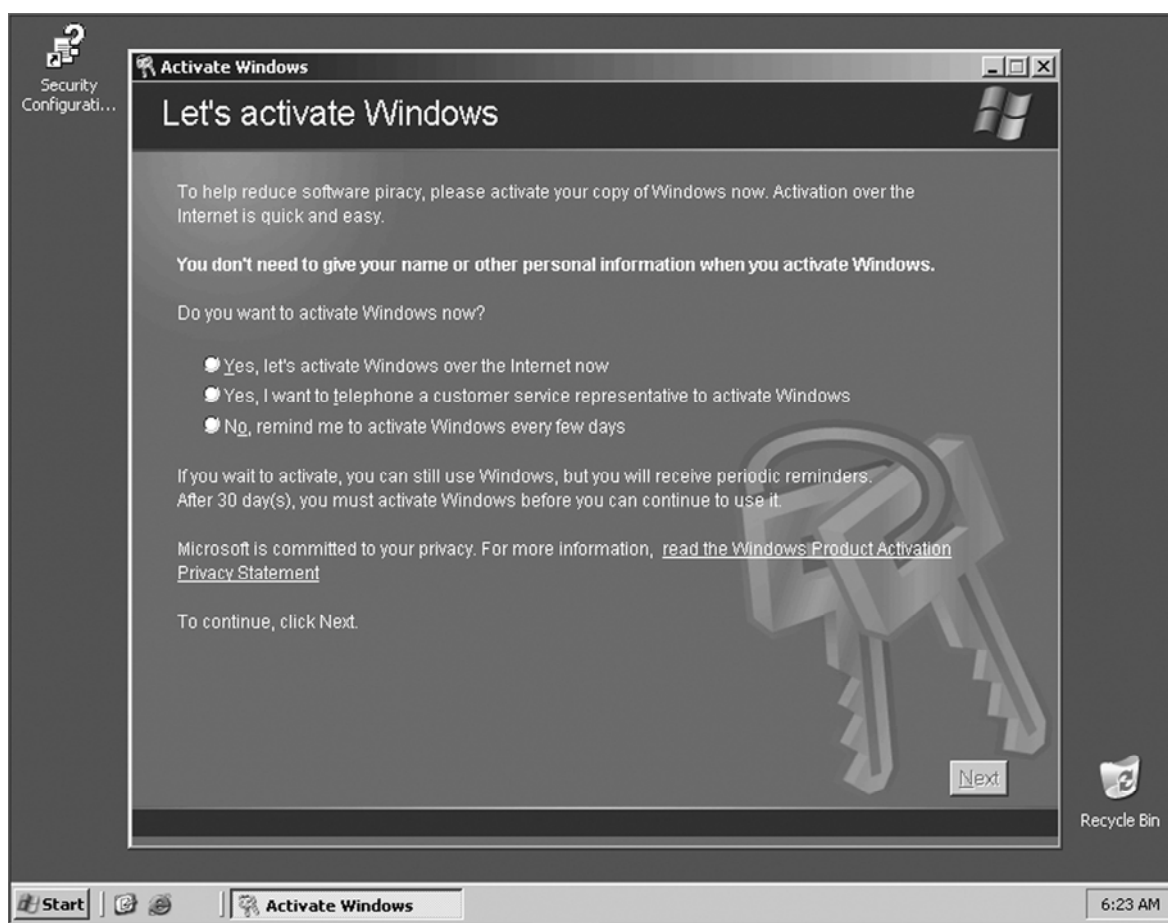 Security
Configurati...
Activate Windows
Let's activate Windows
To help reduce software piracy, please activate your copy of Windows now. Activation over the
Internet is quick and easy.
You don't need to give your name or other personal information when you activate Windows.
Do you want to activate Windows now?
Yes, let's activate Windows over the Internet now
Yes, I want to telephone a customer service representative to activate Windows
No, remind me to activate Windows every few days
If you wait to activate, you can still use Windows, but you will receive periodic reminders.
After 30 day(s), you must activate Windows before you can continue to use it.
Microsoft is committed to your privacy. For more information, read the Windows Product Activation
Privacy Statement
To continue, click Next.
Next
Recycle Bin
Start
Activate Windows
6:23 AM